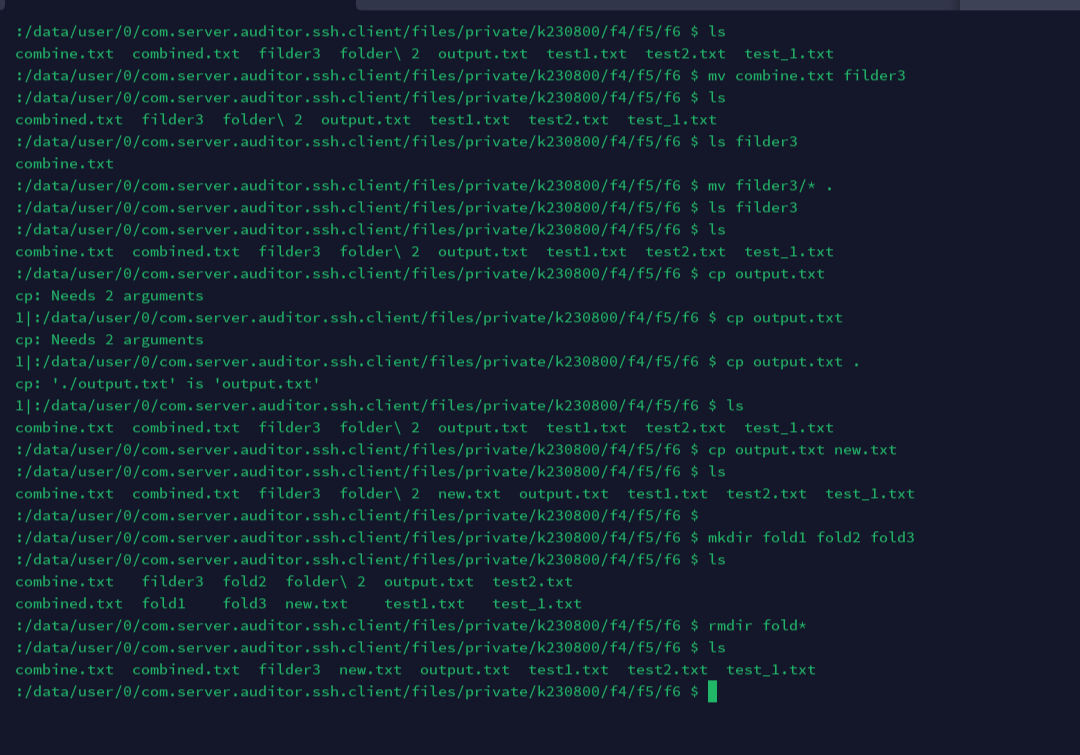 :/data/user/0/com.server.auditor.ssh.client/files/private/k230800/f4/f5/f6 $ ls
combine.txt  combined.txt  filder3  folder\ 2  output.txt  test1.txt  test2.txt  test_1.txt
:/data/user/0/com.server.auditor.ssh.client/files/private/k230800/f4/f5/f6 $ mv combine.txt filder3
:/data/user/0/com.server.auditor.ssh.client/files/private/k230800/f4/f5/f6 $ ls
combined.txt  filder3  folder\ 2  output.txt  test1.txt  test2.txt  test_1.txt
:/data/user/0/com.server.auditor.ssh.client/files/private/k230800/f4/f5/f6 $ ls filder3
combine.txt
:/data/user/0/com.server.auditor.ssh.client/files/private/k230800/f4/f5/f6 $ mv filder3/* .
:/data/user/0/com.server.auditor.ssh.client/files/private/k230800/f4/f5/f6 $ ls filder3
:/data/user/0/com.server.auditor.ssh.client/files/private/k230800/f4/f5/f6 $ ls
combine.txt  combined.txt  filder3  folder\ 2  output.txt  test1.txt  test2.txt  test_1.txt
:/data/user/0/com.server.auditor.ssh.client/files/private/k230800/f4/f5/f6 $ cp output.txt
cp: Needs 2 arguments
1|:/data/user/0/com.server.auditor.ssh.client/files/private/k230800/f4/f5/f6 $ cp output.txt
cp: Needs 2 arguments
1|:/data/user/0/com.server.auditor.ssh.client/files/private/k230800/f4/f5/f6 $ cp output.txt .
cp: './output.txt' is 'output.txt'
1|:/data/user/0/com.server.auditor.ssh.client/files/private/k230800/f4/f5/f6 $ ls
combine.txt  combined.txt  filder3  folder\ 2  output.txt  test1.txt  test2.txt  test_1.txt
:/data/user/0/com.server.auditor.ssh.client/files/private/k230800/f4/f5/f6 $ cp output.txt new.txt
:/data/user/0/com.server.auditor.ssh.client/files/private/k230800/f4/f5/f6 $ ls
combine.txt  combined.txt  filder3  folder\ 2  new.txt  output.txt  test1.txt  test2.txt  test_1.txt
:/data/user/0/com.server.auditor.ssh.client/files/private/k230800/f4/f5/f6 $
:/data/user/0/com.server.auditor.ssh.client/files/private/k230800/f4/f5/f6 $ mkdir fold1 fold2 fold3
:/data/user/0/com.server.auditor.ssh.client/files/private/k230800/f4/f5/f6 $ ls
combine.txt   filder3  fold2  folder\ 2  output.txt  test2.txt
combined.txt  fold1    fold3  new.txt    test1.txt   test_1.txt
:/data/user/0/com.server.auditor.ssh.client/files/private/k230800/f4/f5/f6 $ rmdir fold*
:/data/user/0/com.server.auditor.ssh.client/files/private/k230800/f4/f5/f6 $ ls
combine.txt  combined.txt  filder3  new.txt  output.txt  test1.txt  test2.txt  test_1.txt
:/data/user/0/com.server.auditor.ssh.client/files/private/k230800/f4/f5/f6 $